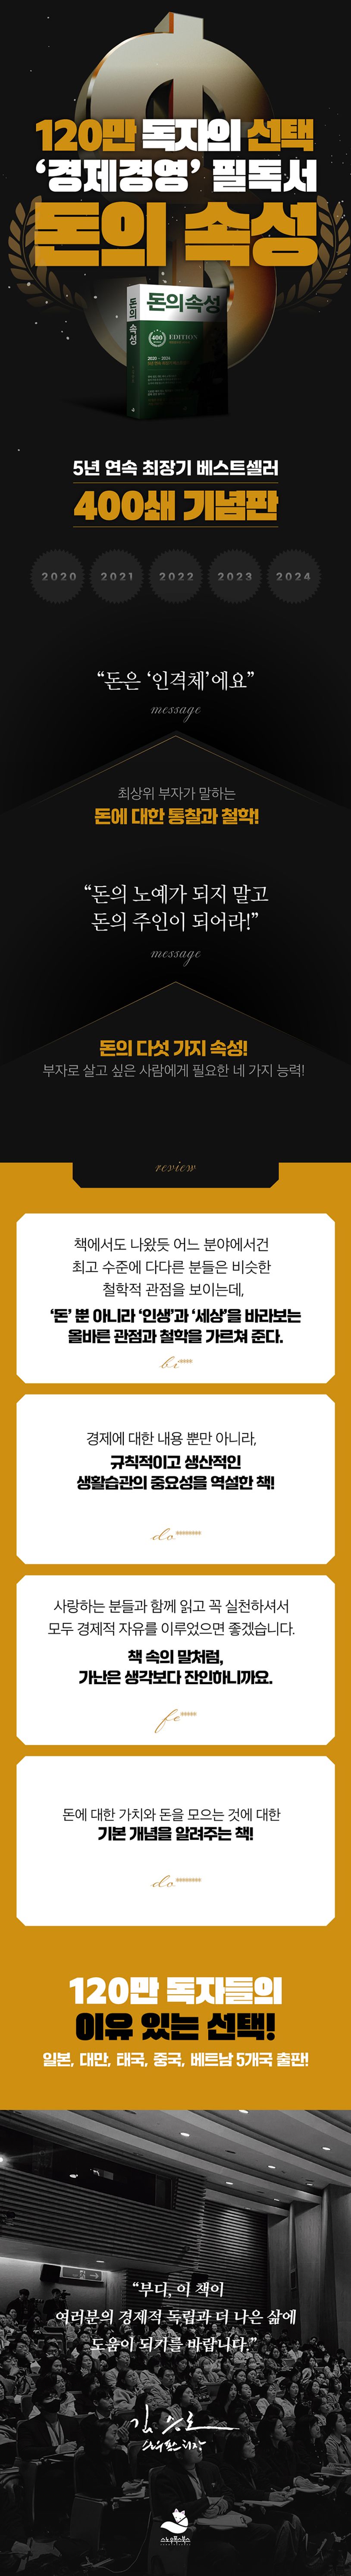 120만 독자의 선택
‘경제경영’ 필독서
돈의 속성
돈의 속성
돈의 속성
400
EDITION
2020 - 2024
5년 연속 최장기 베스트셀러
400쇄 기념판
2020 2021 2022 2023 2024
“돈은 ‘인격체’에요”
message
최상위 부자가 말하는
돈에 대한 통찰과 철학!
“돈의 노예가 되지 말고
돈의 주인이 되어라!”
message
돈의 다섯 가지 속성!
부자로 살고 싶은 사람에게 필요한 네 가지 능력!
review
책에서도 나왔듯 어느 분야에서건
최고 수준에 다다른 분들은 비슷한
철학적 관점을 보이는데,
‘돈’ 뿐 아니라 ‘인생’과 ‘세상’을 바라보는
올바른 관점과 철학을 가르쳐 준다.
bi****
경제에 대한 내용 뿐만 아니라,
규칙적이고 생산적인
생활습관의 중요성을 역설한 책!
do********
사랑하는 분들과 함께 읽고 꼭 실천하셔서
모두 경제적 자유를 이루었으면 좋겠습니다.
책 속의 말처럼,
가난은 생각보다 잔인하니까요.
fe*****
돈에 대한 가치와 돈을 모으는 것에 대한
기본 개념을 알려주는 책!
do********
120만 독자들의
이유 있는 선택!
일본, 대만, 태국, 중국, 베트남 5개국 출판!
“부디, 이 책이
여러분의 경제적 독립과 더 나은 삶에
도움이 되기를 바랍니다.”
김승호
스노우폭스 회장
스노우폭스북스